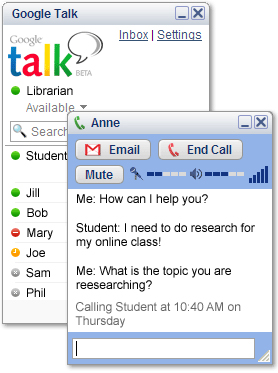 Google Talk
Inbox | Settings
Google
talk
BETA
Librarian
Available
Search
Student
Jill
Bob
Mary
Joe
Sam
Phil
Anne
Email
End Call
Mute
Me: How can I help you?
Student: I need to do research for
my online class!
Me: What is the topic you are
reesearching?
Calling Student at 10:40 AM on
Thursday